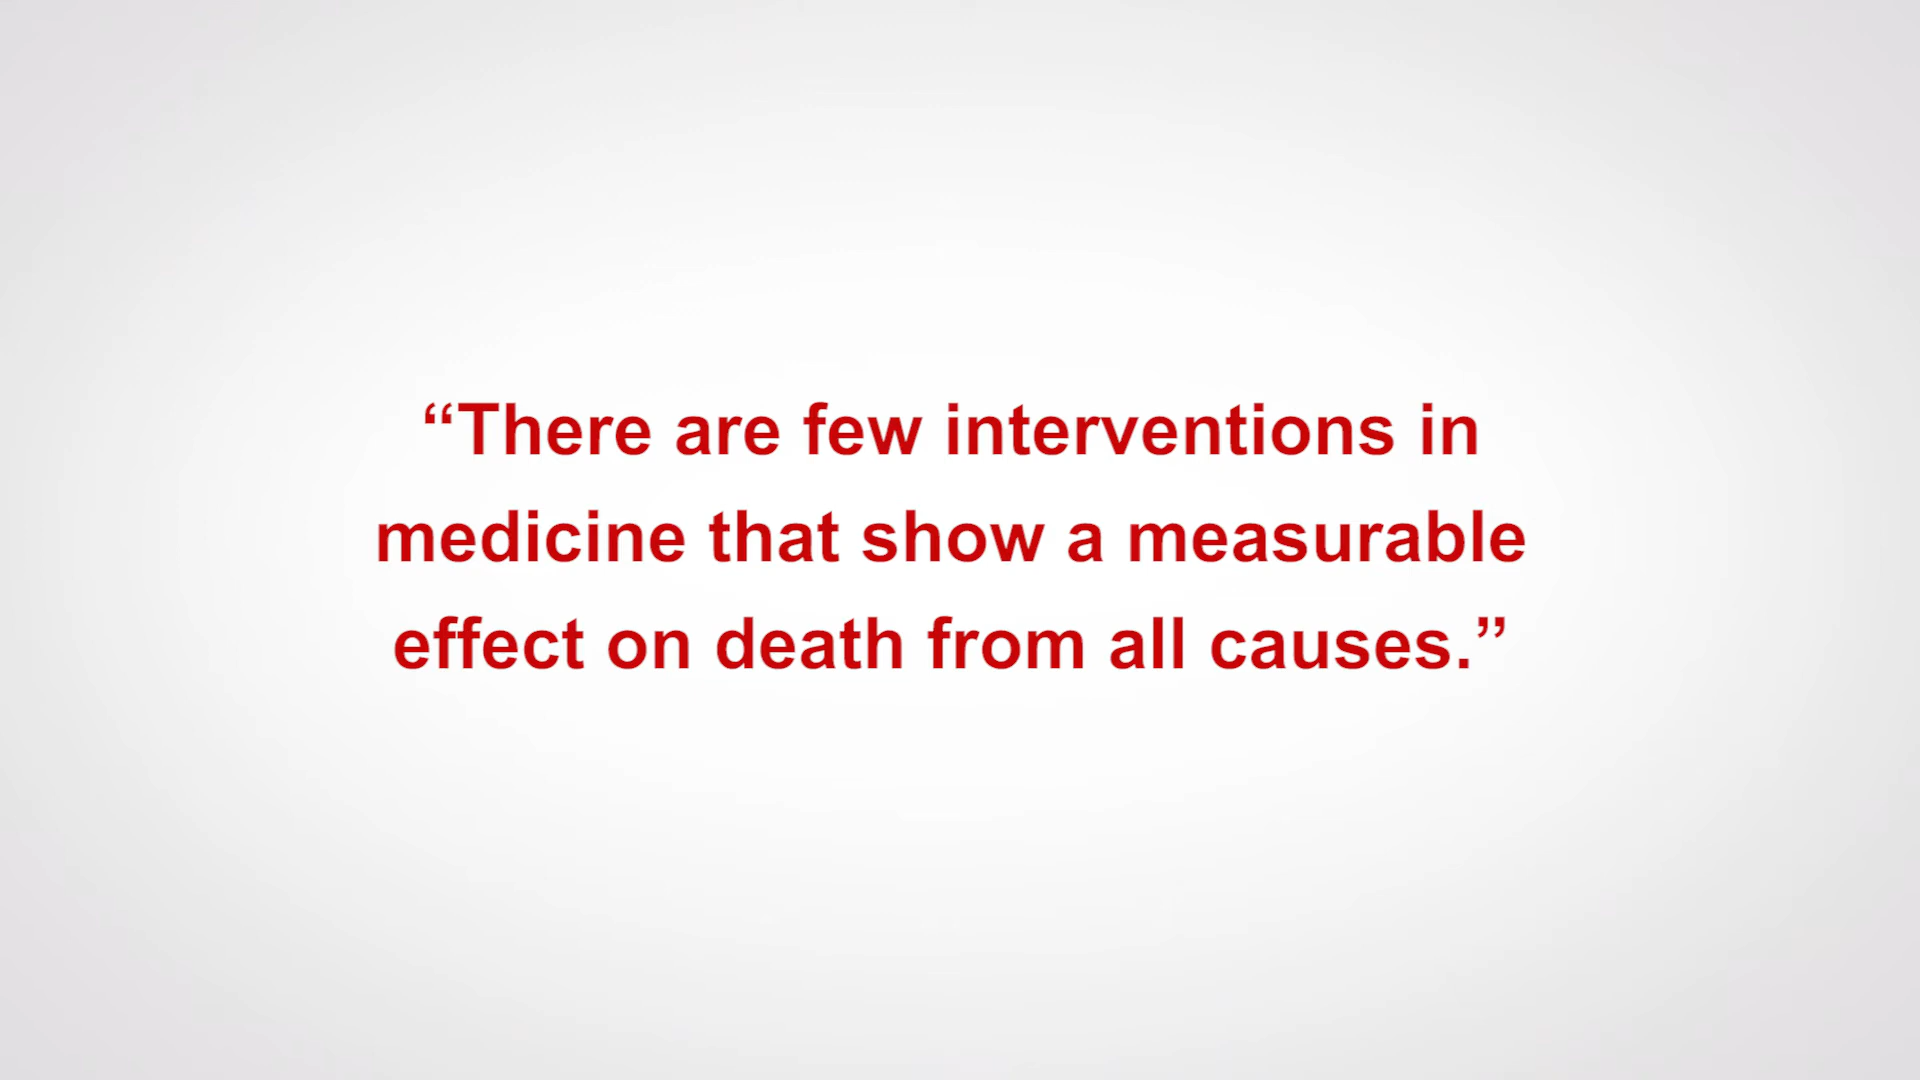 “There are few interventions in
medicine that show a measurable
effect on death from all causes.”